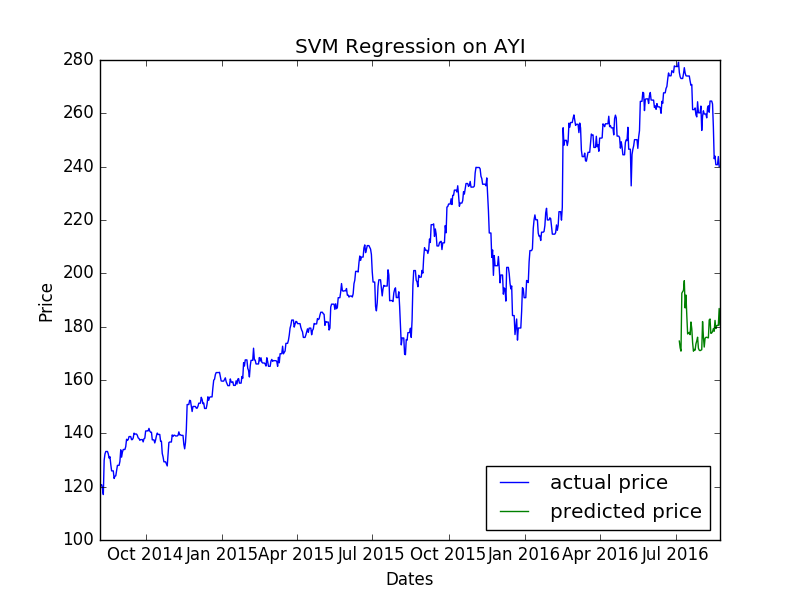 SVM Regression on AYI
280
260
240
220
200
180
160
140
120
100
Price
Oct 2014 Jan 2015 Apr 2015 Jul 2015 Oct 2015 Jan 2016 Apr 2016 Jul 2016
Dates
actual price
predicted price